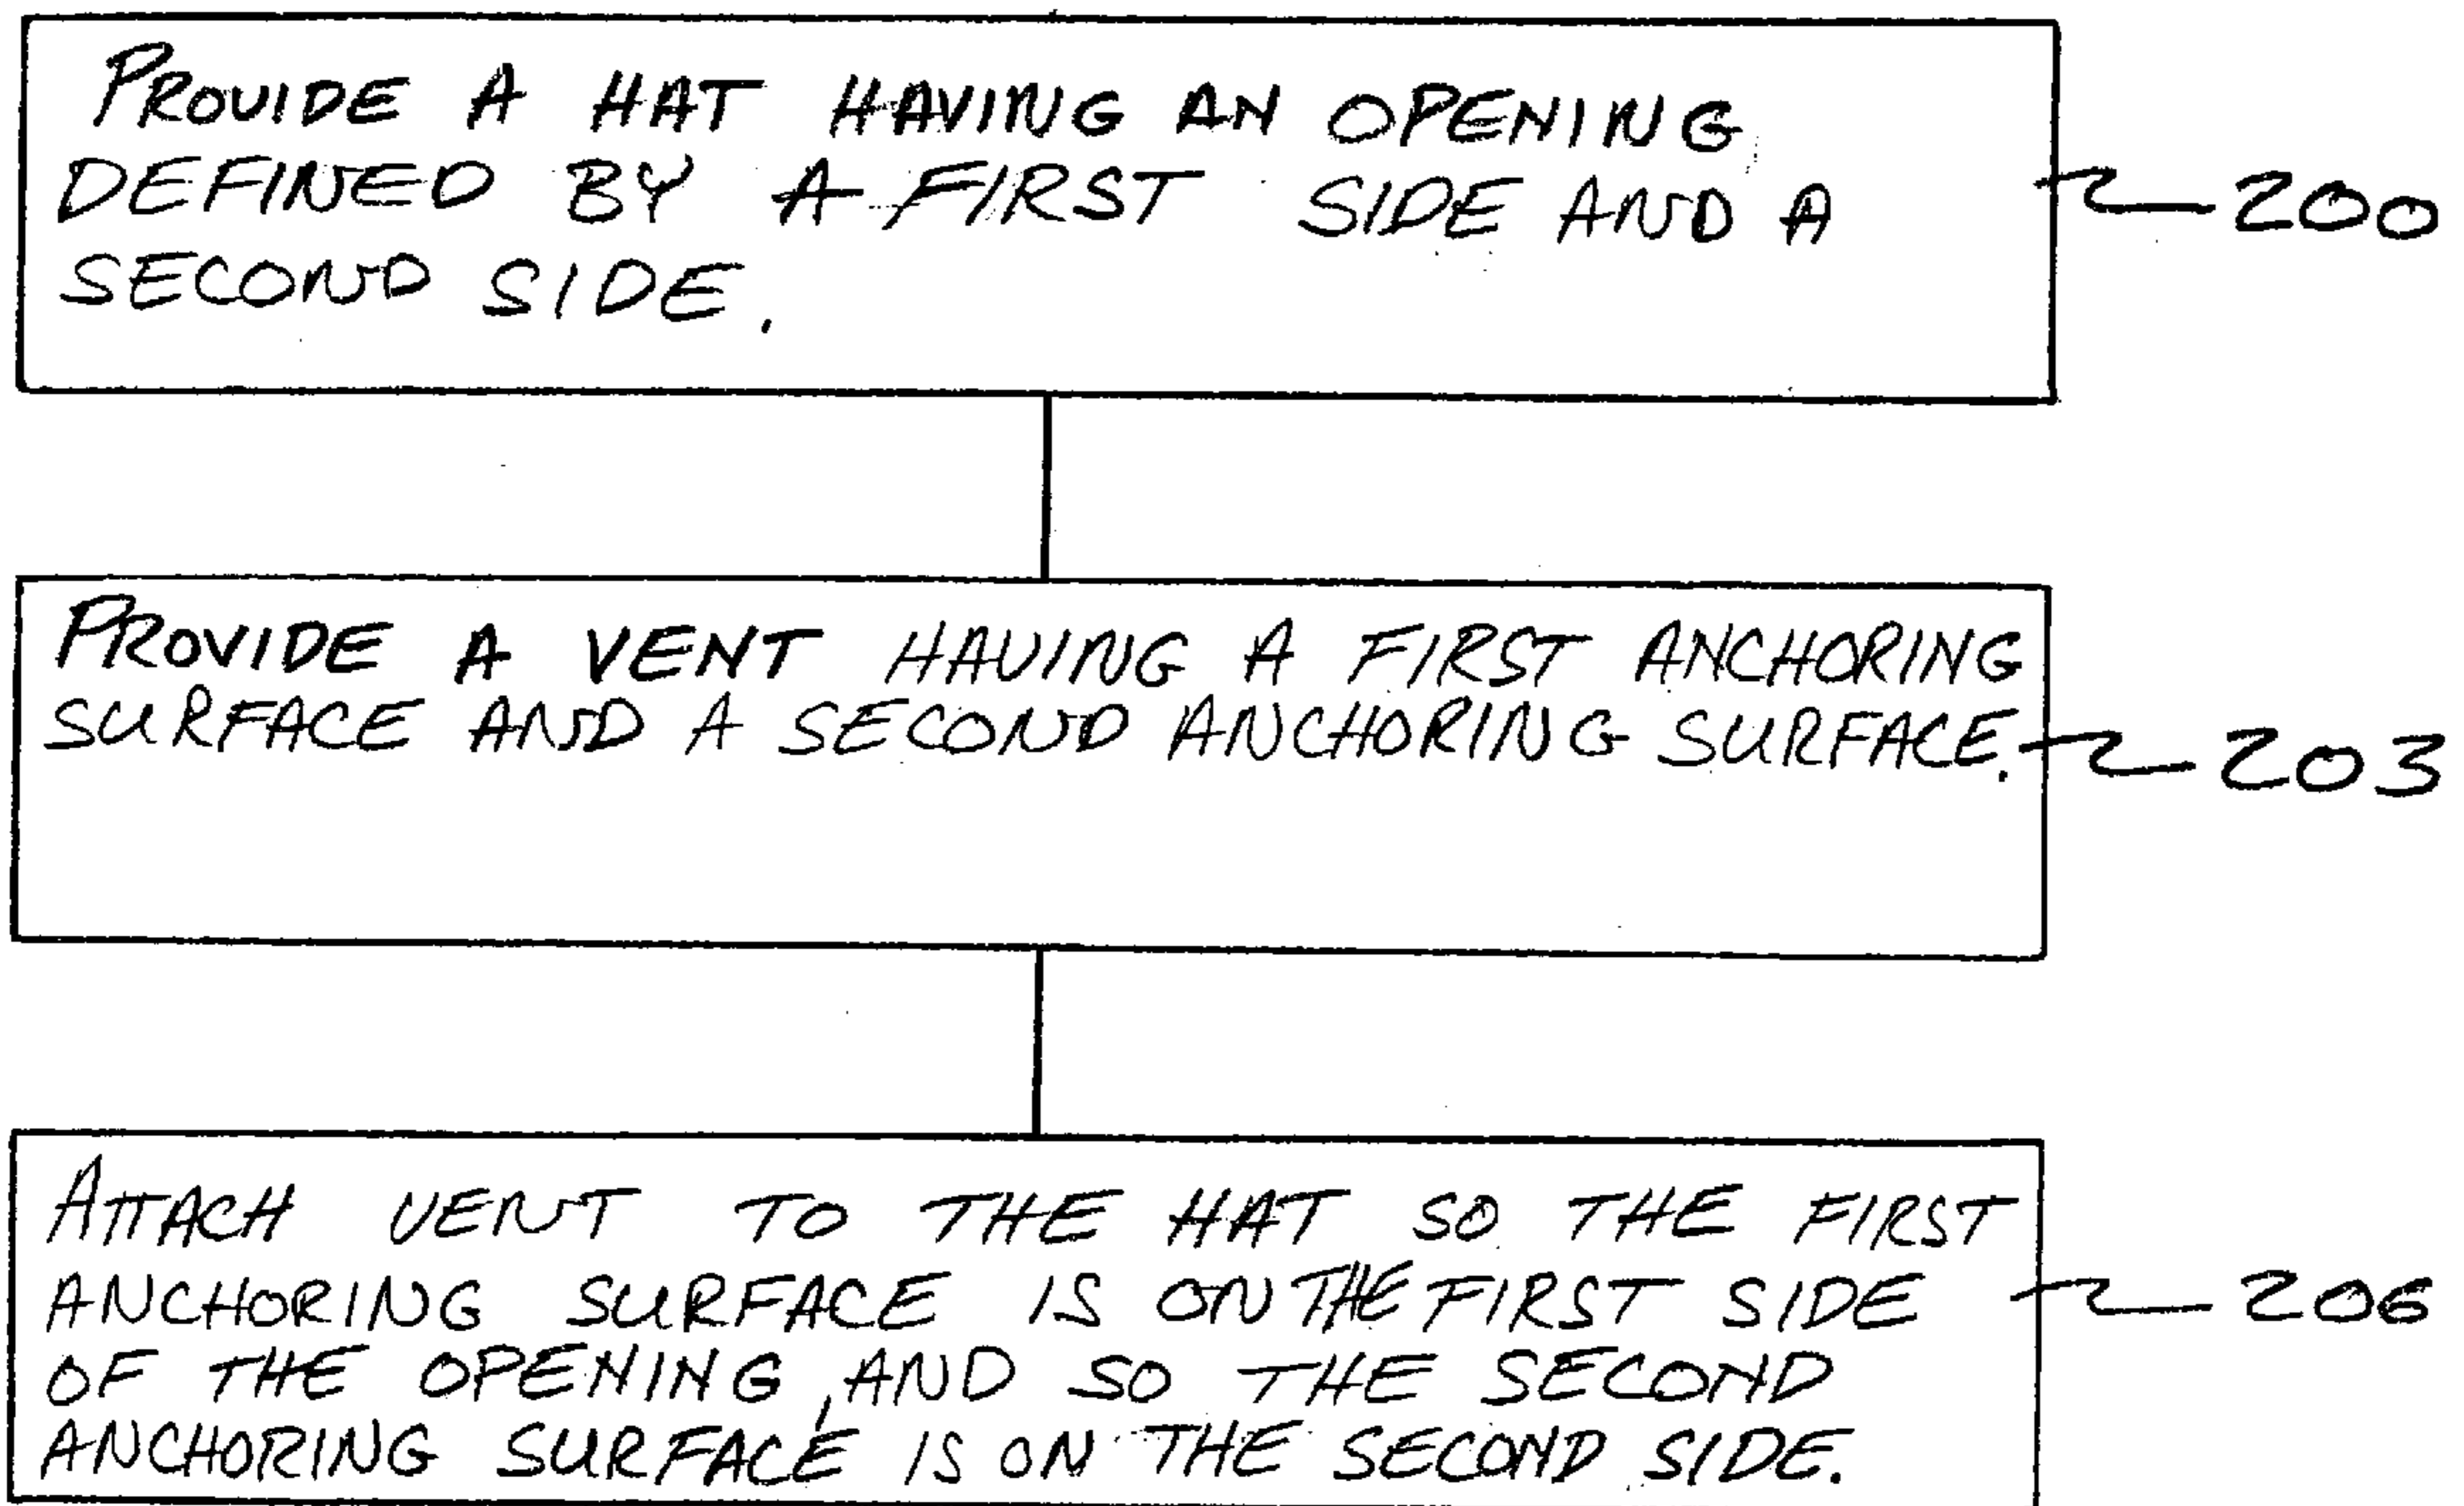 PROVIDE A HAT HAVING AN OPENING
DEFINED BY A FIRST SIDE AND A
SECOND SIDE.
200
PROVIDE A VENT HAVING A FIRST ANCHORING
SURFACE AND A SECOND ANCHORING SURFACE.
203
ATTACH VENT TO THE HAT SO THE FIRST
ANCHORING SURFACE IS ON THE FIRST SIDE
OF THE OPENING, AND SO THE SECOND
ANCHORING SURFACE IS ON THE SECOND SIDE.
206